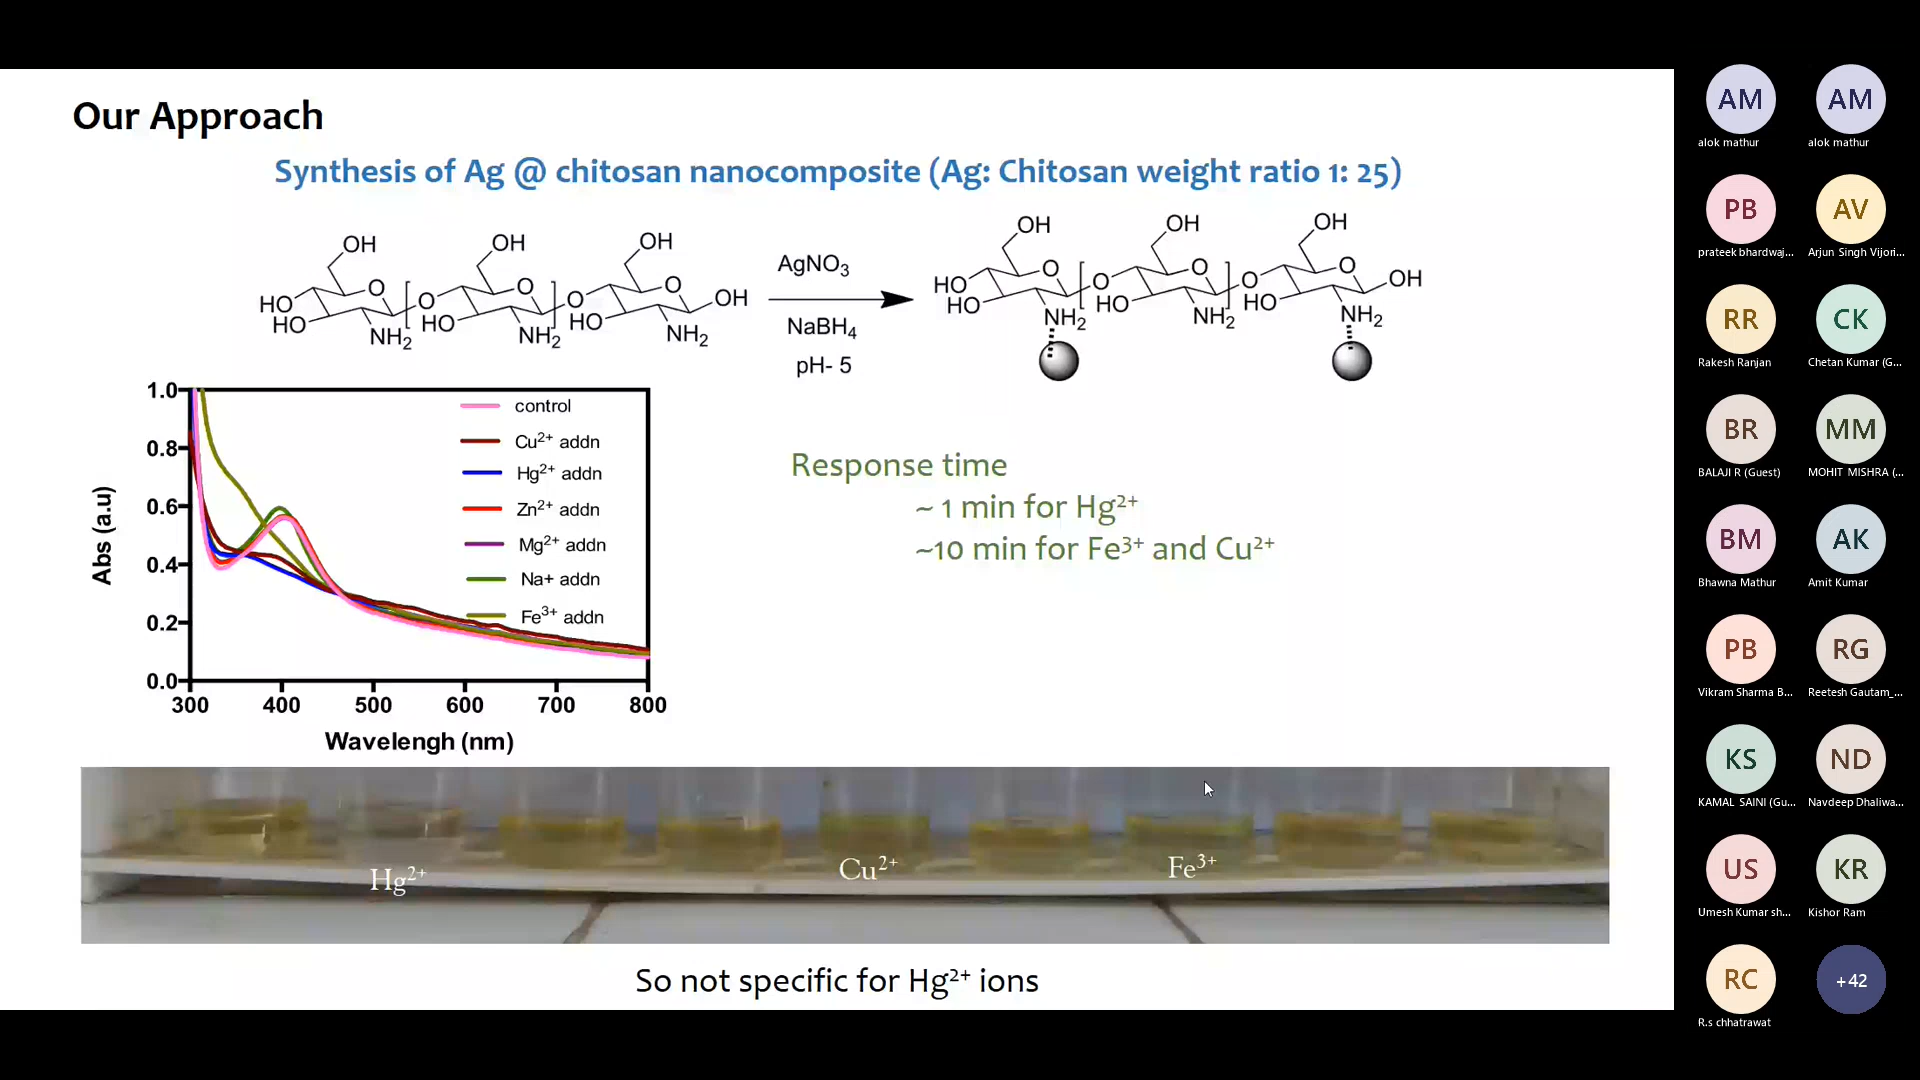 Our Approach
Synthesis of Ag @ chitosan nanocomposite (Ag: Chitosan weight ratio 1: 25)
OH OH OH
HO HO O O HO O O HO O OH
NH₂ NH₂ NH₂
AgNO₃
NaBH₄
pH- 5
OH OH OH
HO HO O O HO O O HO O OH
NH₂ NH₂ NH₂
1.0
0.8
0.6
0.4
0.2
0.0
Abs (a.u)
300 400 500 600 700 800
Wavelengh (nm)
control
Cu²⁺ addn
Hg²⁺ addn
Zn²⁺ addn
Mg²⁺ addn
Na+ addn
Fe³⁺ addn
Response time
~ 1 min for Hg²⁺
~10 min for Fe³⁺ and Cu²⁺
Hg²⁺ Cu²⁺ Fe³⁺
So not specific for Hg²⁺ ions
AM AM
alok mathur alok mathur
PB AV
prateek bhardwaj... Arjun Singh Vijori...
RR CK
Rakesh Ranjan Chetan Kumar (G...
BR MM
BALAJI R (Guest) MOHIT MISHRA (...
BM AK
Bhawna Mathur Amit Kumar
PB RG
Vikram Sharma B... Reetesh Gautam_...
KS ND
KAMAL SAINI (Gu... Navdeep Dhaliwa...
US KR
Umesh Kumar sh... Kishor Ram
RC +42
R.s chhatrawat